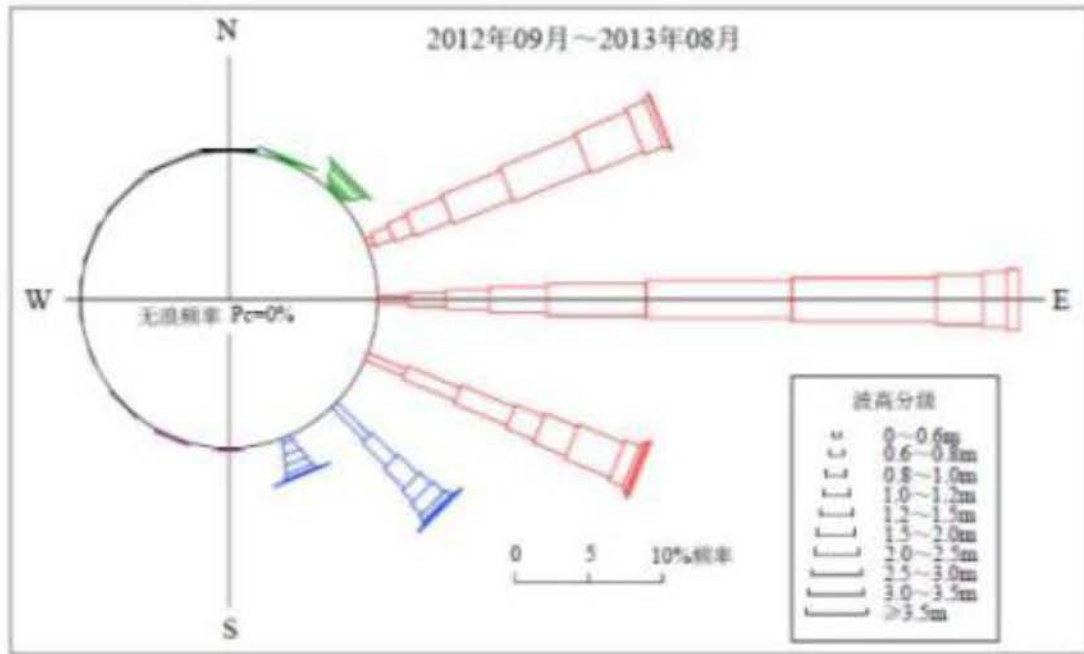 N
2012年09月～2013年08月
W
E
无浪频率 Pc=0%
S
0 5 10%频率
波高分级
0～0.6m
0.6～0.8m
0.8～1.0m
1.0～1.2m
1.2～1.5m
1.5～2.0m
2.0～2.5m
2.5～3.0m
3.0～3.5m
≥3.5m